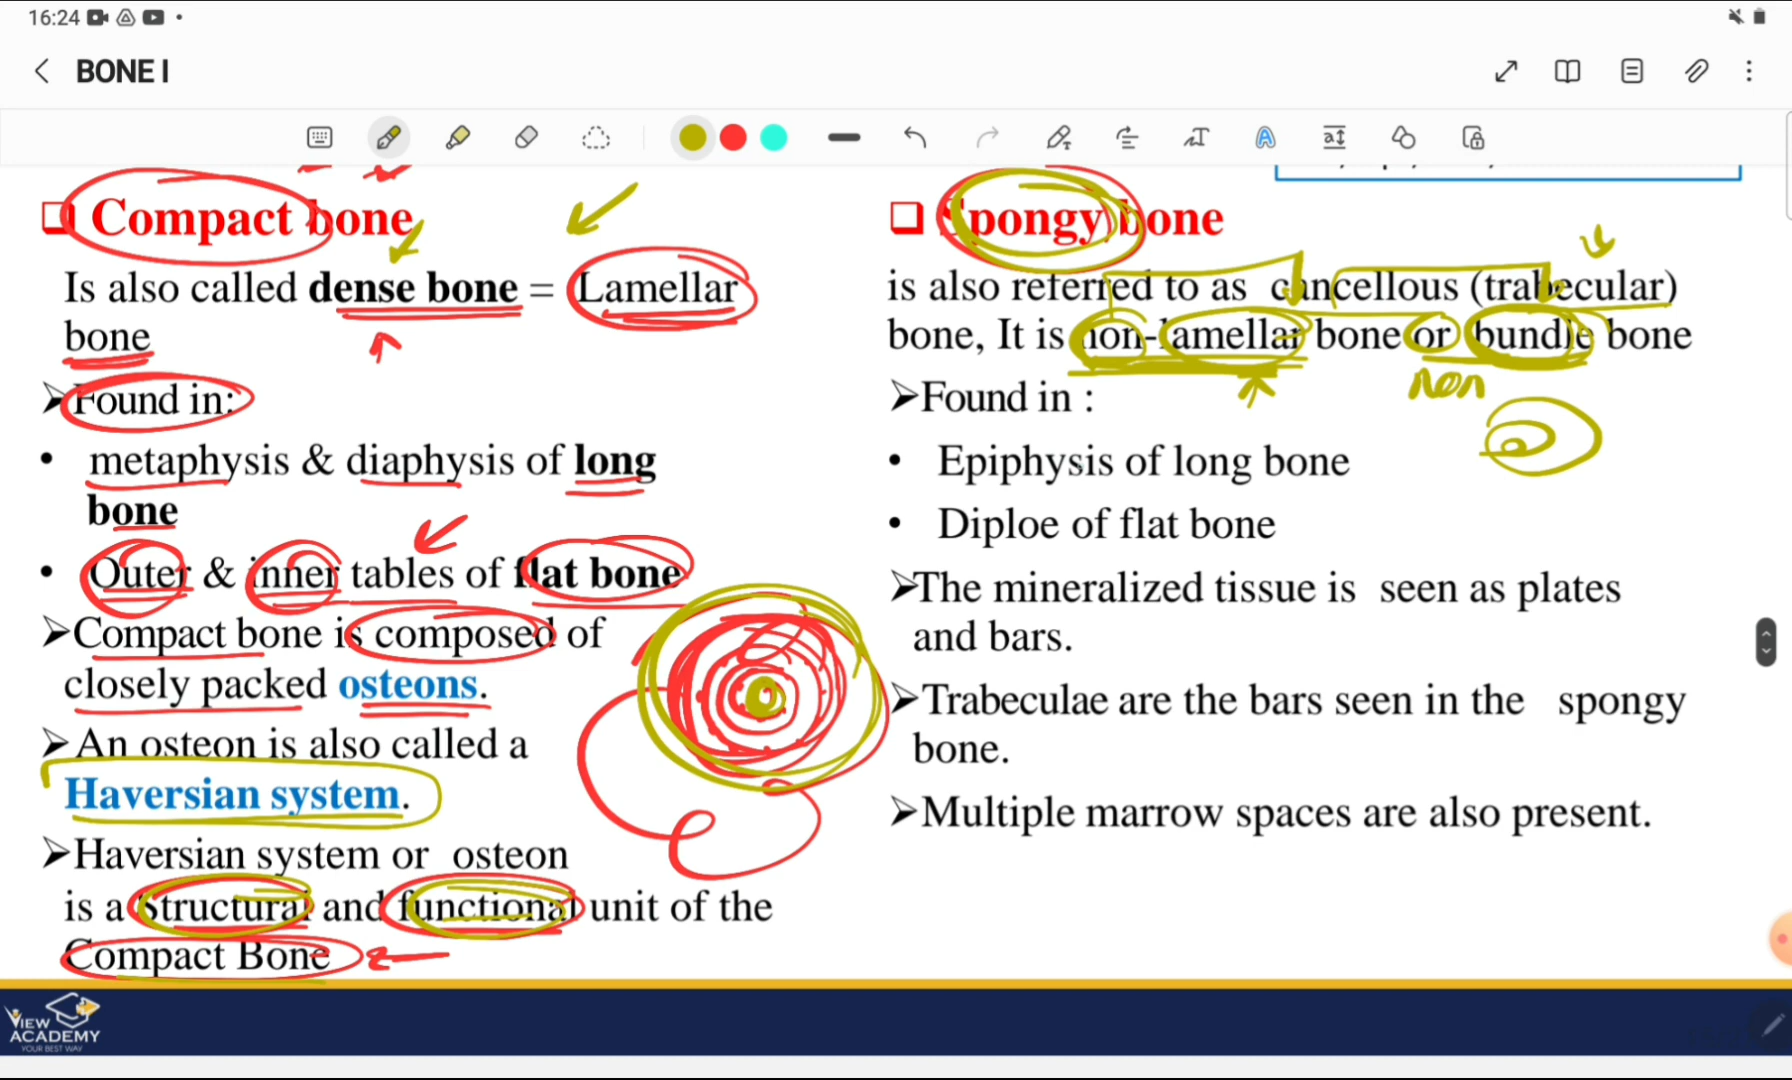 16:24
BONE I
Compact bone
Is also called dense bone = Lamellar
bone
Found in:
• metaphysis & diaphysis of long
bone
• Outer & inner tables of flat bone
Compact bone is composed of
closely packed osteons.
An osteon is also called a
Haversian system.
Haversian system or osteon
is a Structural and functional unit of the
Compact Bone
Spongy bone
is also referred to as cancellous (trabecular)
bone, It is non-lamellar bone or bundle bone
non
Found in :
• Epiphysis of long bone
• Diploe of flat bone
The mineralized tissue is seen as plates
and bars.
Trabeculae are the bars seen in the spongy
bone.
Multiple marrow spaces are also present.
VIEW
ACADEMY
YOUR BEST WAY